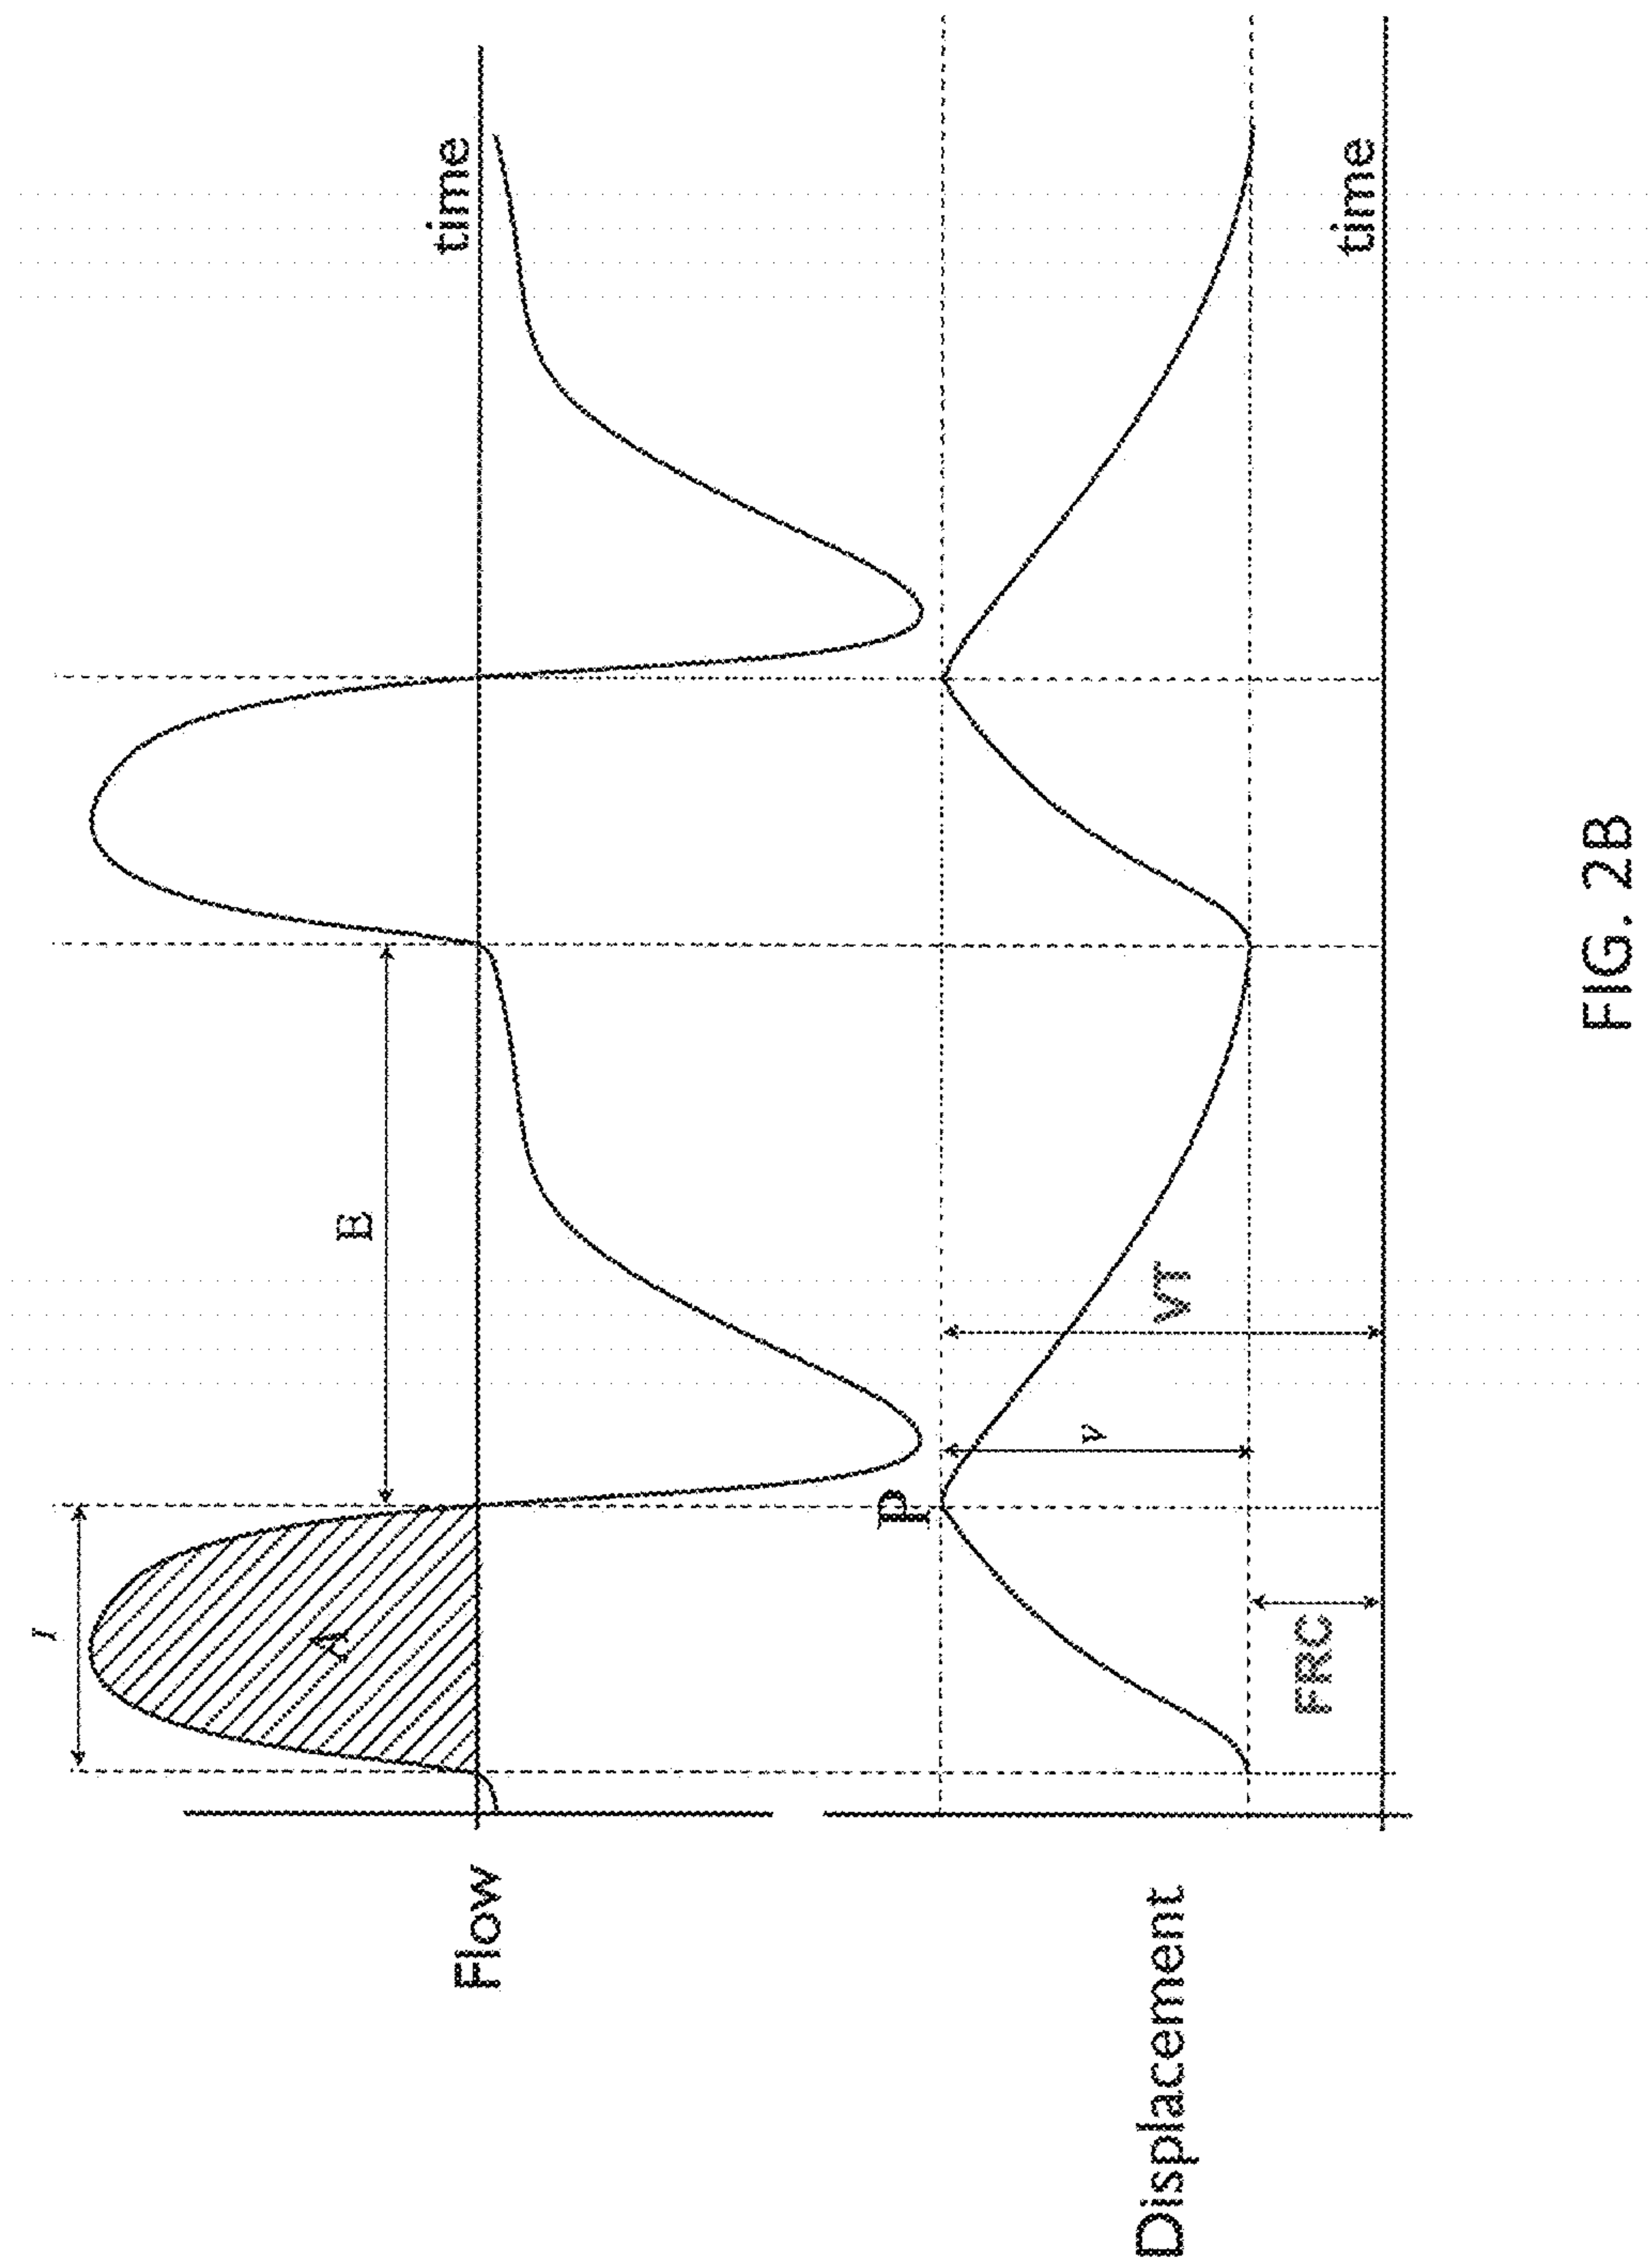 I
E
A
Flow
time
P
v
VT
Displacement
FRC
time
FIG. 2B